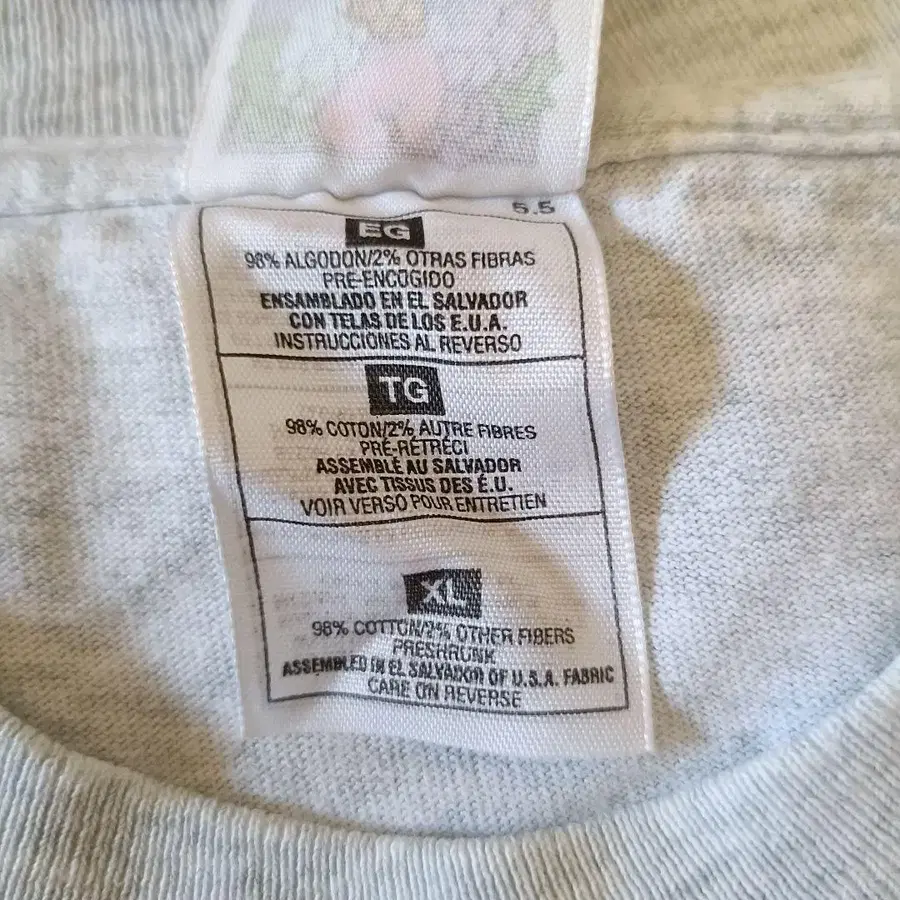 5.5
EG
98% ALGODON/2% OTRAS FIBRAS
PRE-ENCOGIDO
ENSAMBLADO EN EL SALVADOR
CON TELAS DE LOS E.U.A.
INSTRUCCIONES AL REVERSO
TG
98% COTON/2% AUTRE FIBRES
PRÉ-RÉTRÉCI
ASSEMBLÉ AU SALVADOR
AVEC TISSUS DES É.U.
VOIR VERSO POUR ENTRETIEN
XL
98% COTTON/2% OTHER FIBERS
PRESHRUNK
ASSEMBLED IN EL SALVADOR OF U.S.A. FABRIC
CARE ON REVERSE